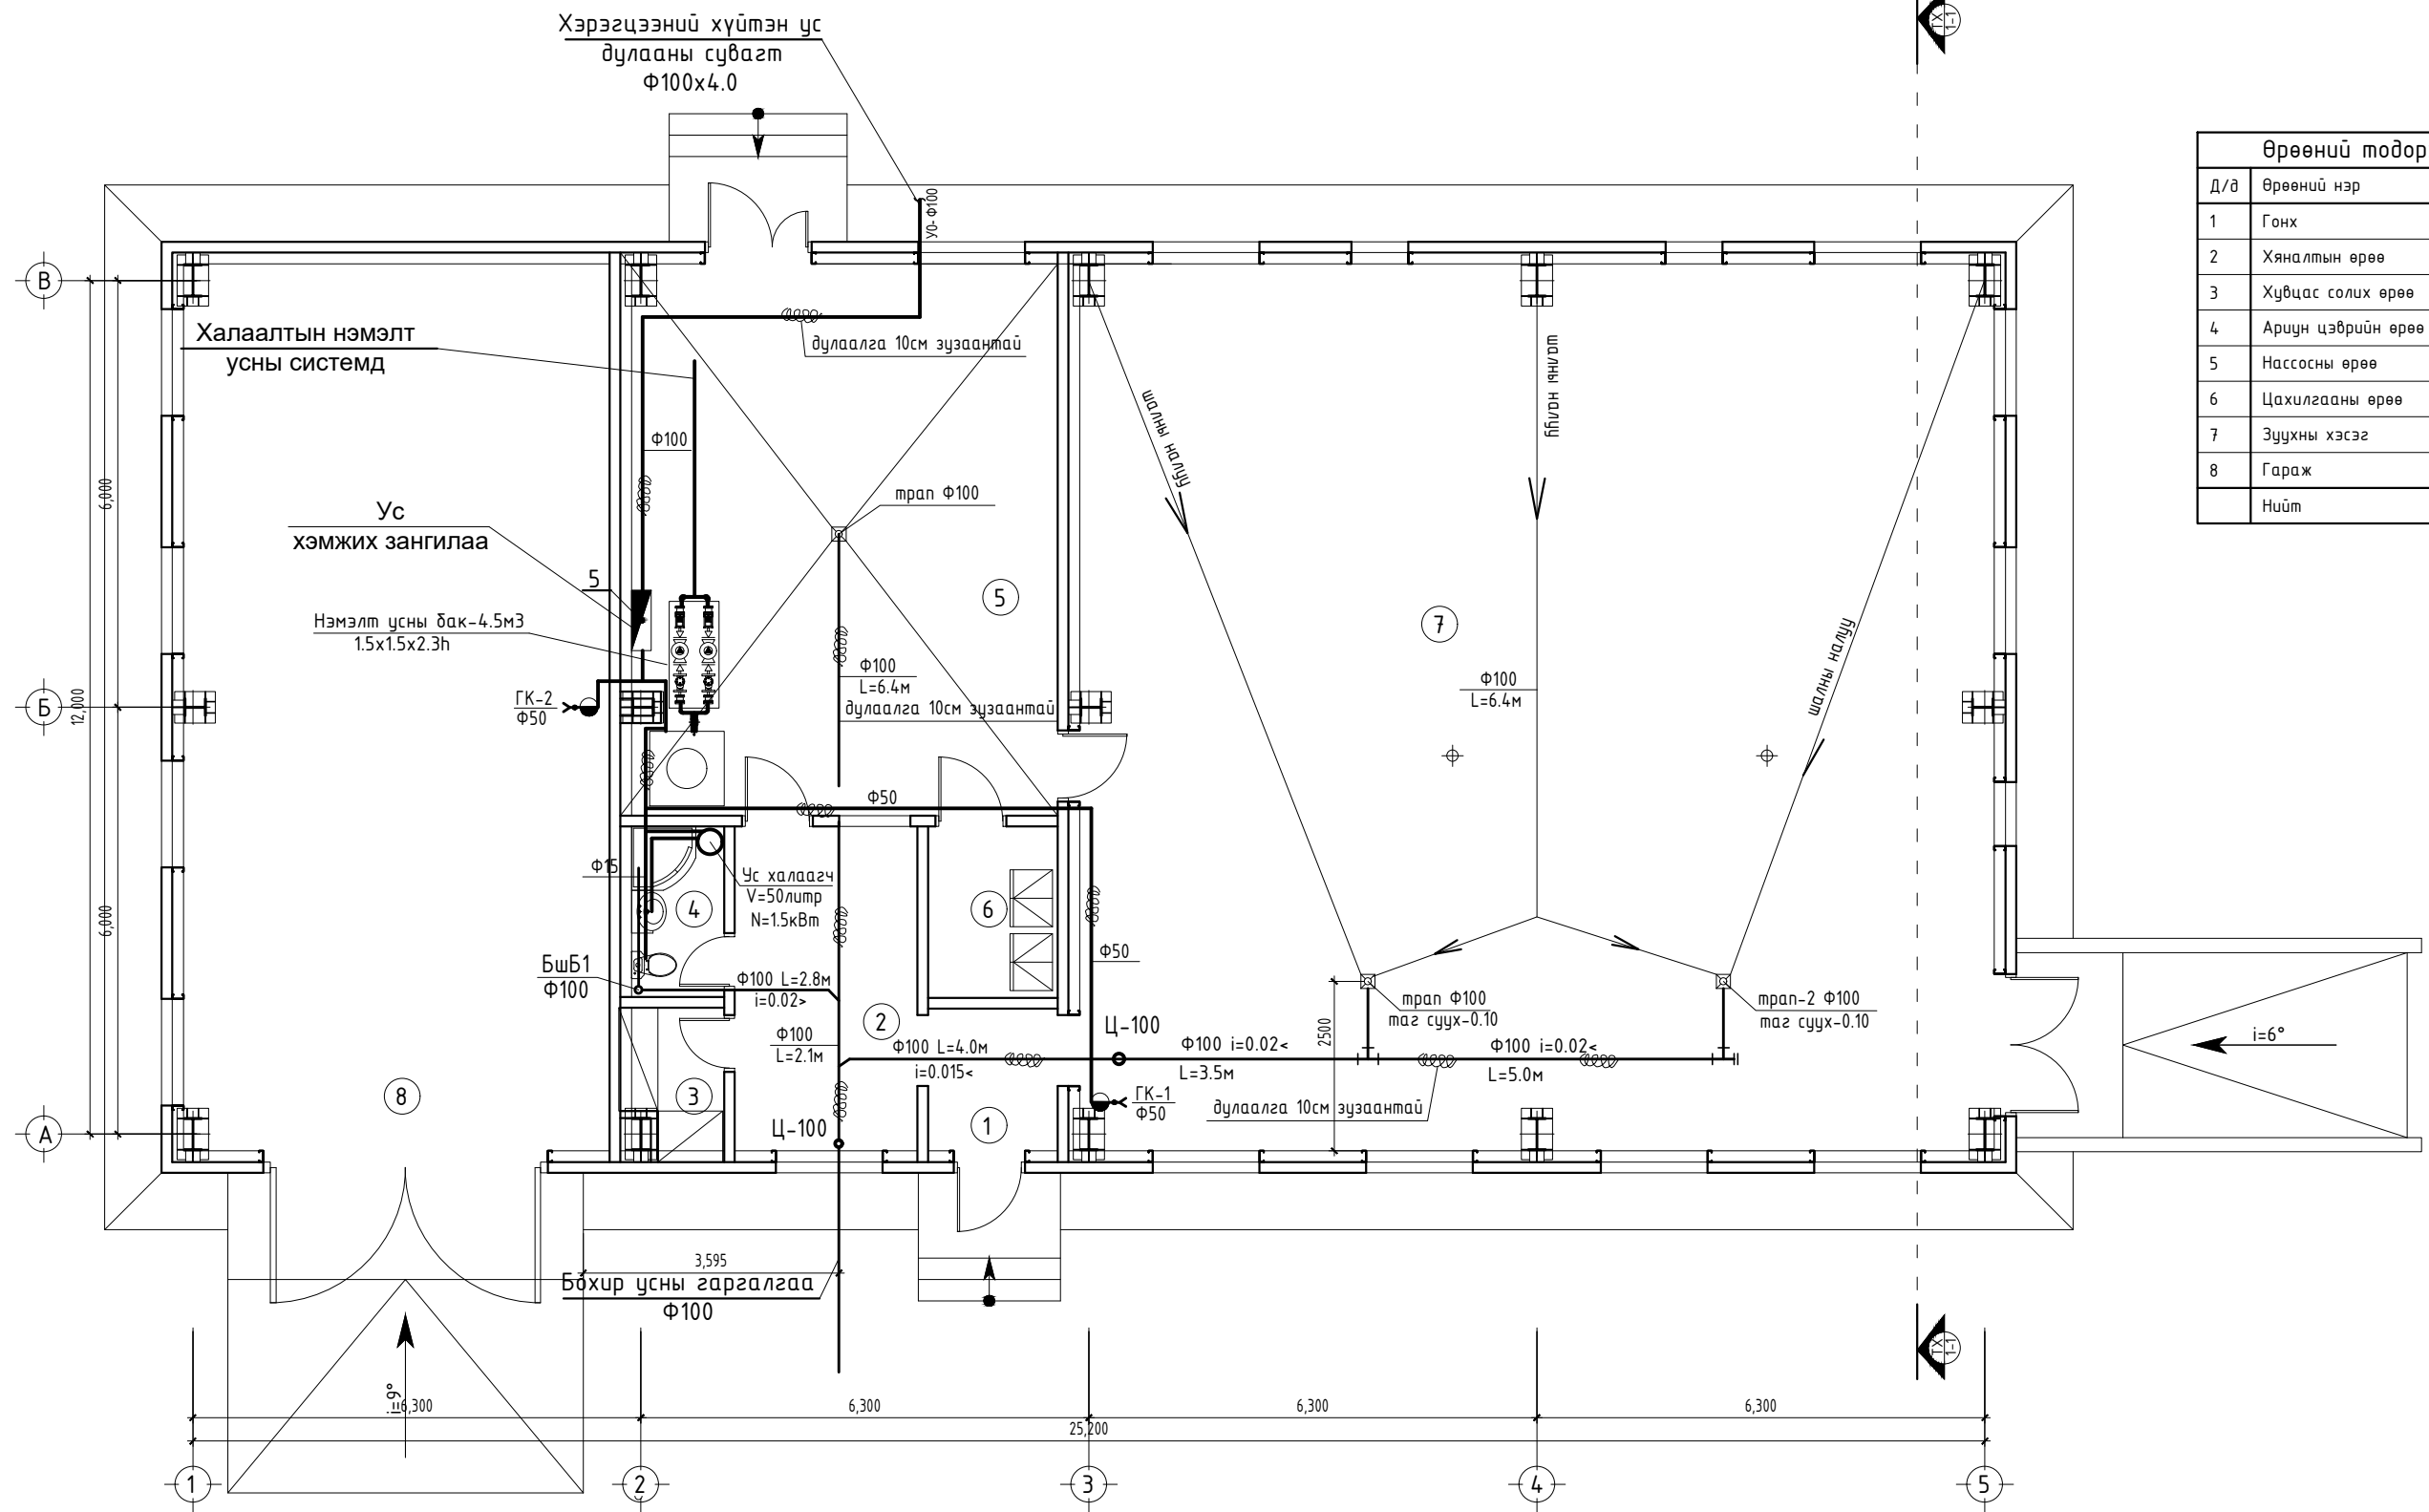 Хэрэгцээний хүйтэн ус
дулааны сувагт
Ф100х4.0
ТХ
1-1
У0- Ф100
Өрөөний тодор
Д/д Өрөөний нэр
1 Гонх
2 Хяналтын өрөө
3 Хувцас солих өрөө
4 Ариун цэврийн өрөө
5 Нассосны өрөө
6 Цахилгааны өрөө
7 Зуухны хэсэг
8 Гараж
Нийт
В
Халаалтын нэмэлт
усны системд
дулаалга 10см зузаантай
шалны налуу
шалны налуу
Ф100
6,000
трап Ф100
Ус
хэмжих зангилаа
5
5
7
Нэмэлт усны бак-4.5м3
1.5х1.5х2.3h
шалны налуу
Ф100
L=6.4м
дулаалга 10см зузаантай
Ф100
L=6.4м
ГК-2
Ф50
Б
12,000
Ф50
Ф15
Ус халаагч
V=50литр
N=1.5кВт
4
6
6,000
Ф50
БшБ1
Ф100
Ф100 L=2.8м
i=0.02>
трап Ф100
таг суух-0.10
трап-2 Ф100
таг суух-0.10
2
Ц-100
2500
Ф100
L=2.1м
Ф100 L=4.0м
i=0.015<
Ф100 i=0.02<
L=3.5м
Ф100 i=0.02<
L=5.0м
i=6°
8
3
ГК-1
Ф50
дулаалга 10см зузаантай
А
Ц-100
1
3,595
Бохир усны гаргалгаа
Ф100
ТХ
1-1
i=9°
6,300
6,300
6,300
6,300
25,200
1
2
3
4
5